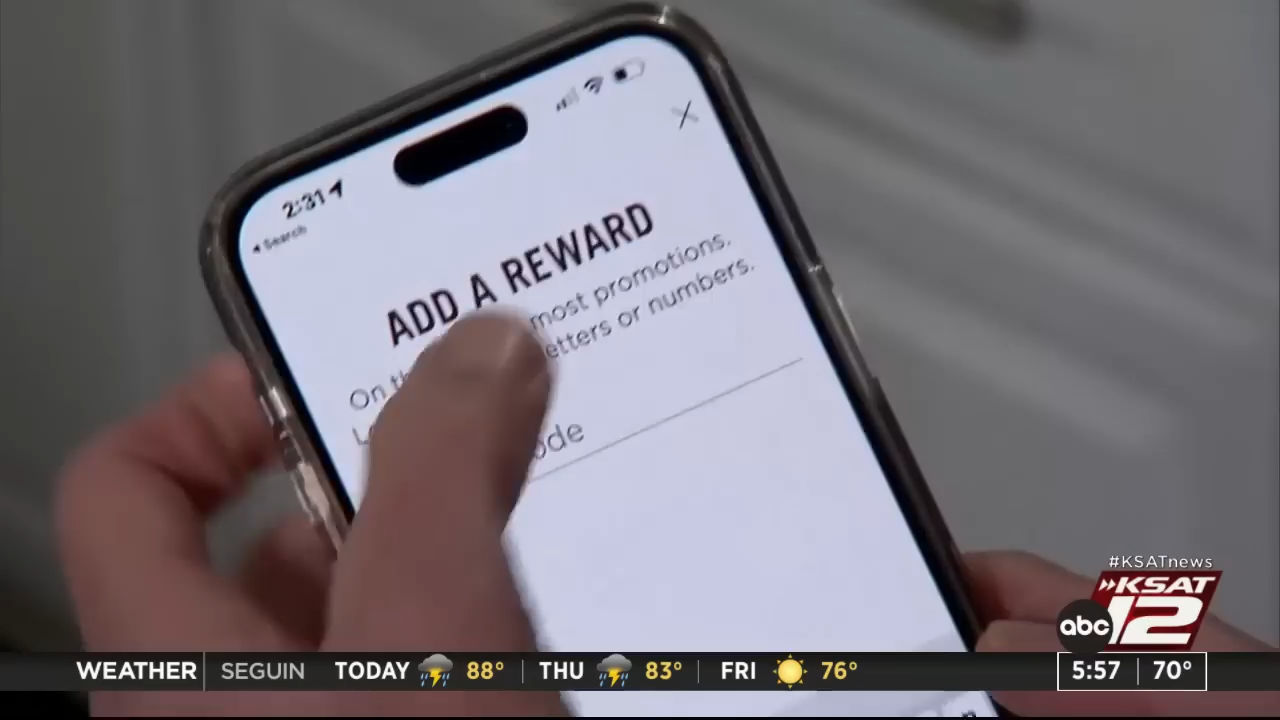 2:31
Search
ADD A REWARD
On most promotions.
etters or numbers.
ode
#KSATnews
KSAT
abc 12
WEATHER SEGUIN TODAY 88° THU 83° FRI 76° 5:57 70°